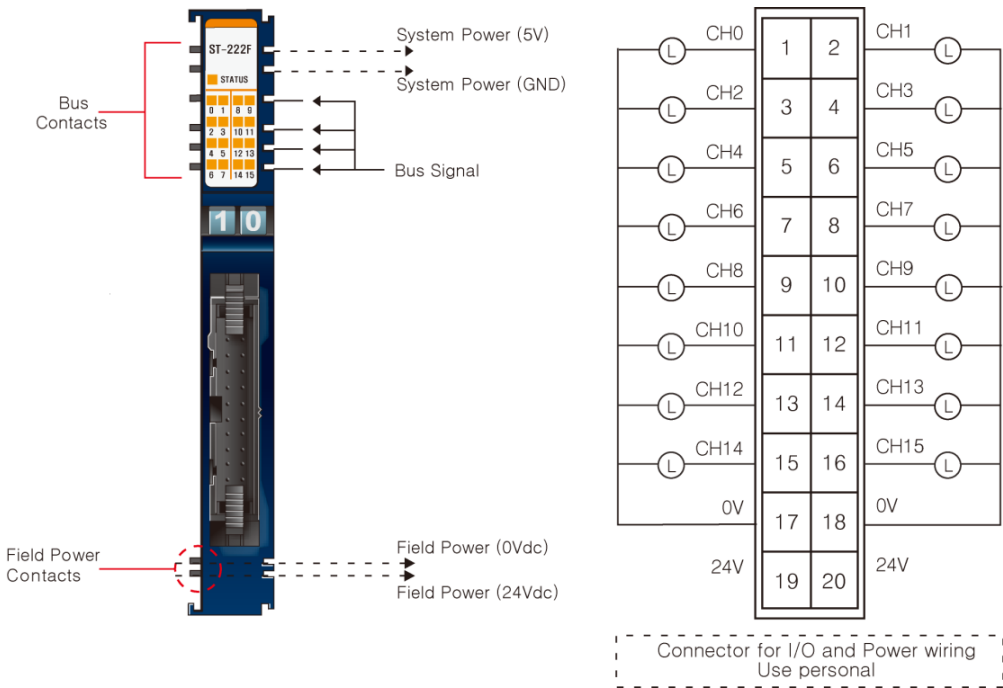 System Power (5V)
ST-222F
STATUS
System Power (GND)
0 1 8 9
2 3 10 11
4 5 12 13
6 7 14 15
Bus
Contacts
Bus Signal
1 0
Field Power
Contacts
Field Power (0Vdc)
Field Power (24Vdc)
CH0 L 1 2 CH1 L
CH2 L 3 4 CH3 L
CH4 L 5 6 CH5 L
CH6 L 7 8 CH7 L
CH8 L 9 10 CH9 L
CH10 L 11 12 CH11 L
CH12 L 13 14 CH13 L
CH14 L 15 16 CH15 L
0V 17 18 0V
24V 19 20 24V
Connector for I/O and Power wiring
Use personal